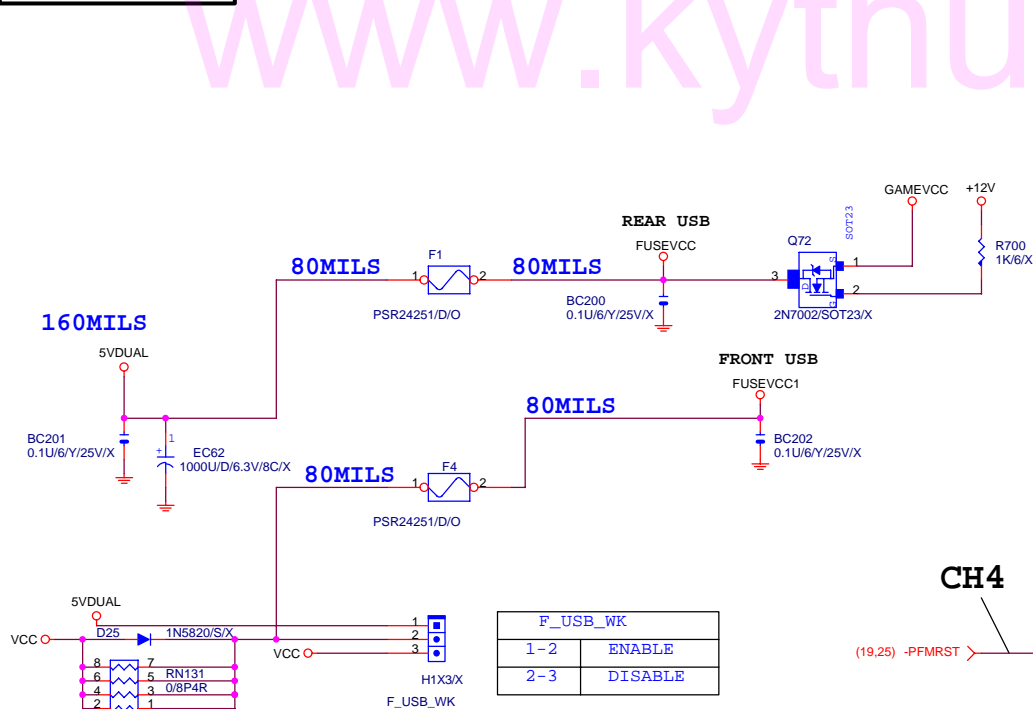 www.kythu
GAMEVCC
+12V
SOT23
REAR USB
FUSEVCC
Q72
R700
1K/6/X
F1
80MILS
1
2
80MILS
3
S
1
D
2
G
PSR24251/D/O
BC200
0.1U/6/Y/25V/X
2N7002/SOT23/X
160MILS
5VDUAL
FRONT USB
FUSEVCC1
80MILS
BC201
0.1U/6/Y/25V/X
1
+
EC62
1000U/D/6.3V/8C/X
BC202
0.1U/6/Y/25V/X
80MILS
F4
1
2
PSR24251/D/O
CH4
5VDUAL
VCC
D25
1N5820/S/X
1
2
3
VCC
F_USB_WK
1-2 ENABLE
2-3 DISABLE
(19,25) -PFMRST
8 7
6 5
4 3
2 1
RN131
0/8P4R
H1X3/X
F_USB_WK